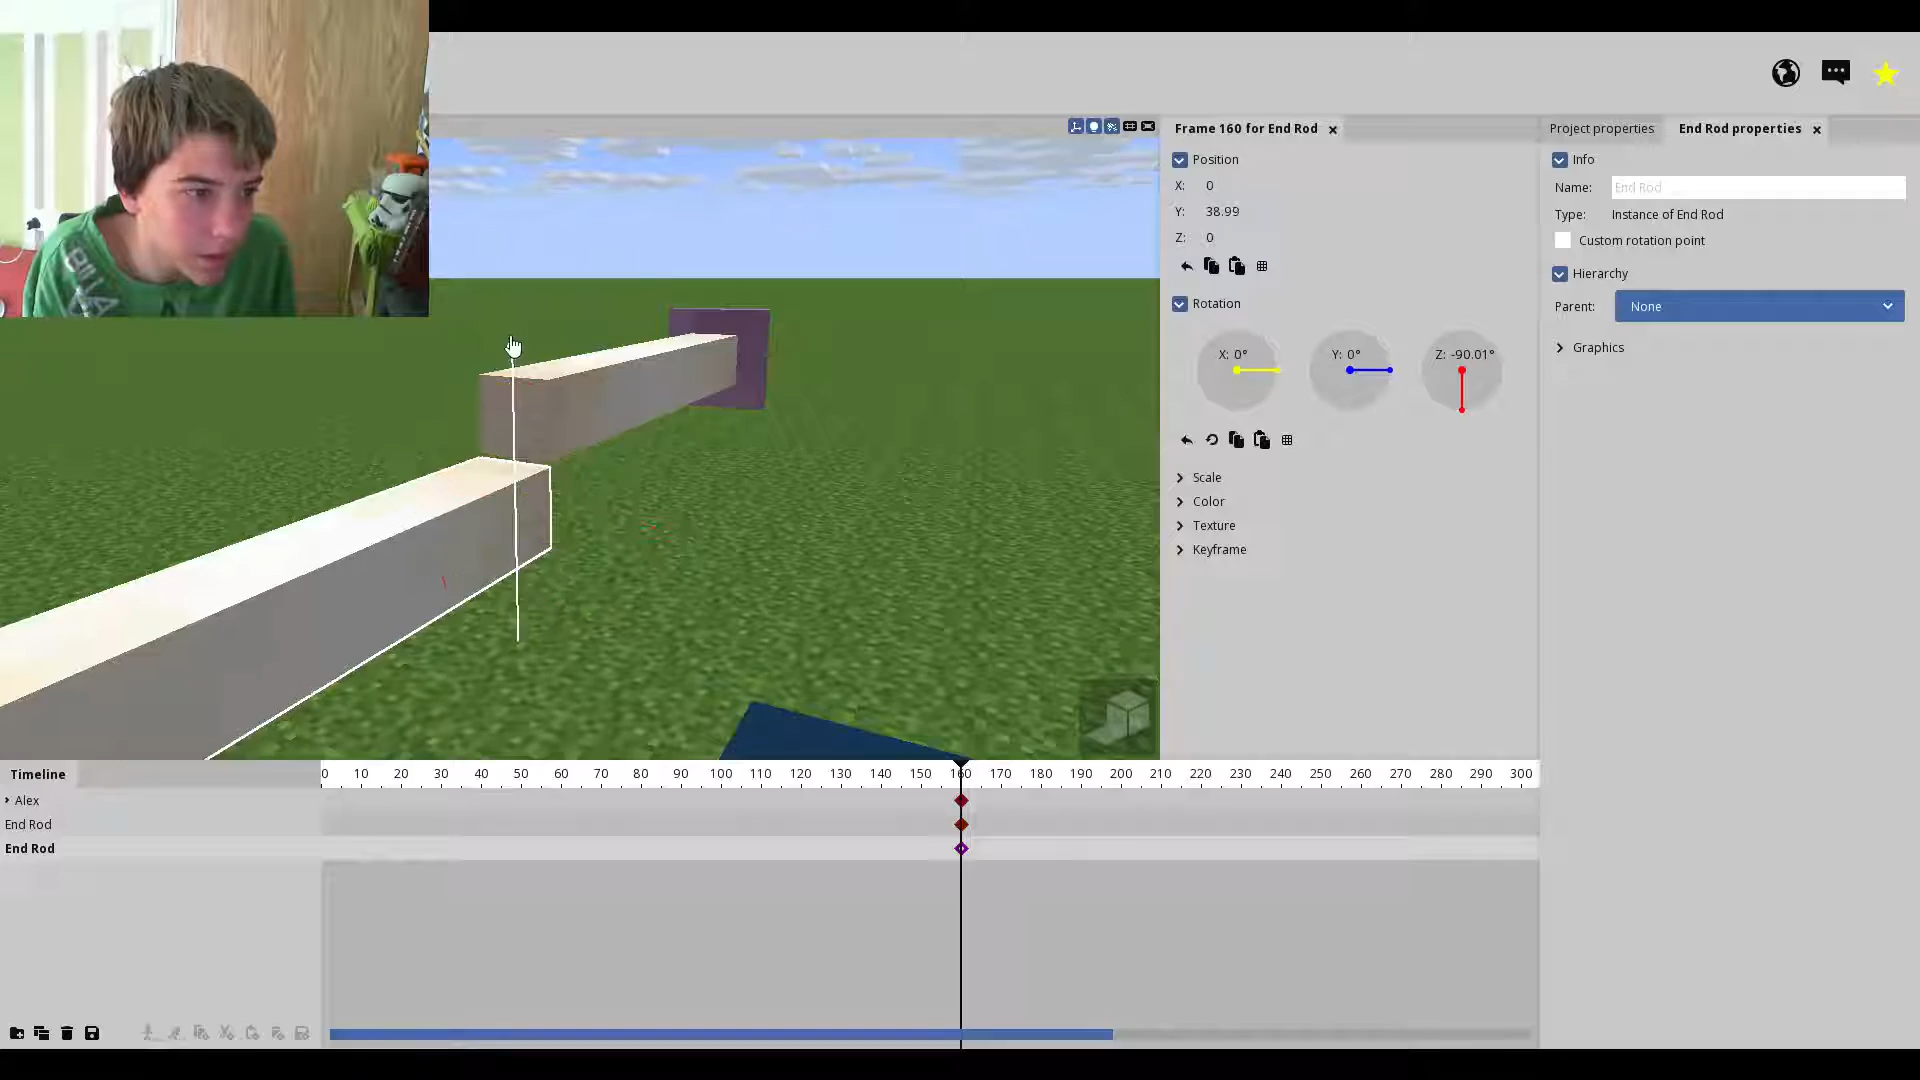 Frame 160 for End Rod
Position
X: 0
Y: 38.99
Z: 0
Rotation
X: 0°
Y: 0°
Z: -90.01°
Scale
Color
Texture
Keyframe
Project properties
End Rod properties
Info
Name: End Rod
Type: Instance of End Rod
Custom rotation point
Hierarchy
Parent: None
Graphics
Timeline
0 10 20 30 40 50 60 70 80 90 100 110 120 130 140 150 160 170 180 190 200 210 220 230 240 250 260 270 280 290 300
Alex
End Rod
End Rod